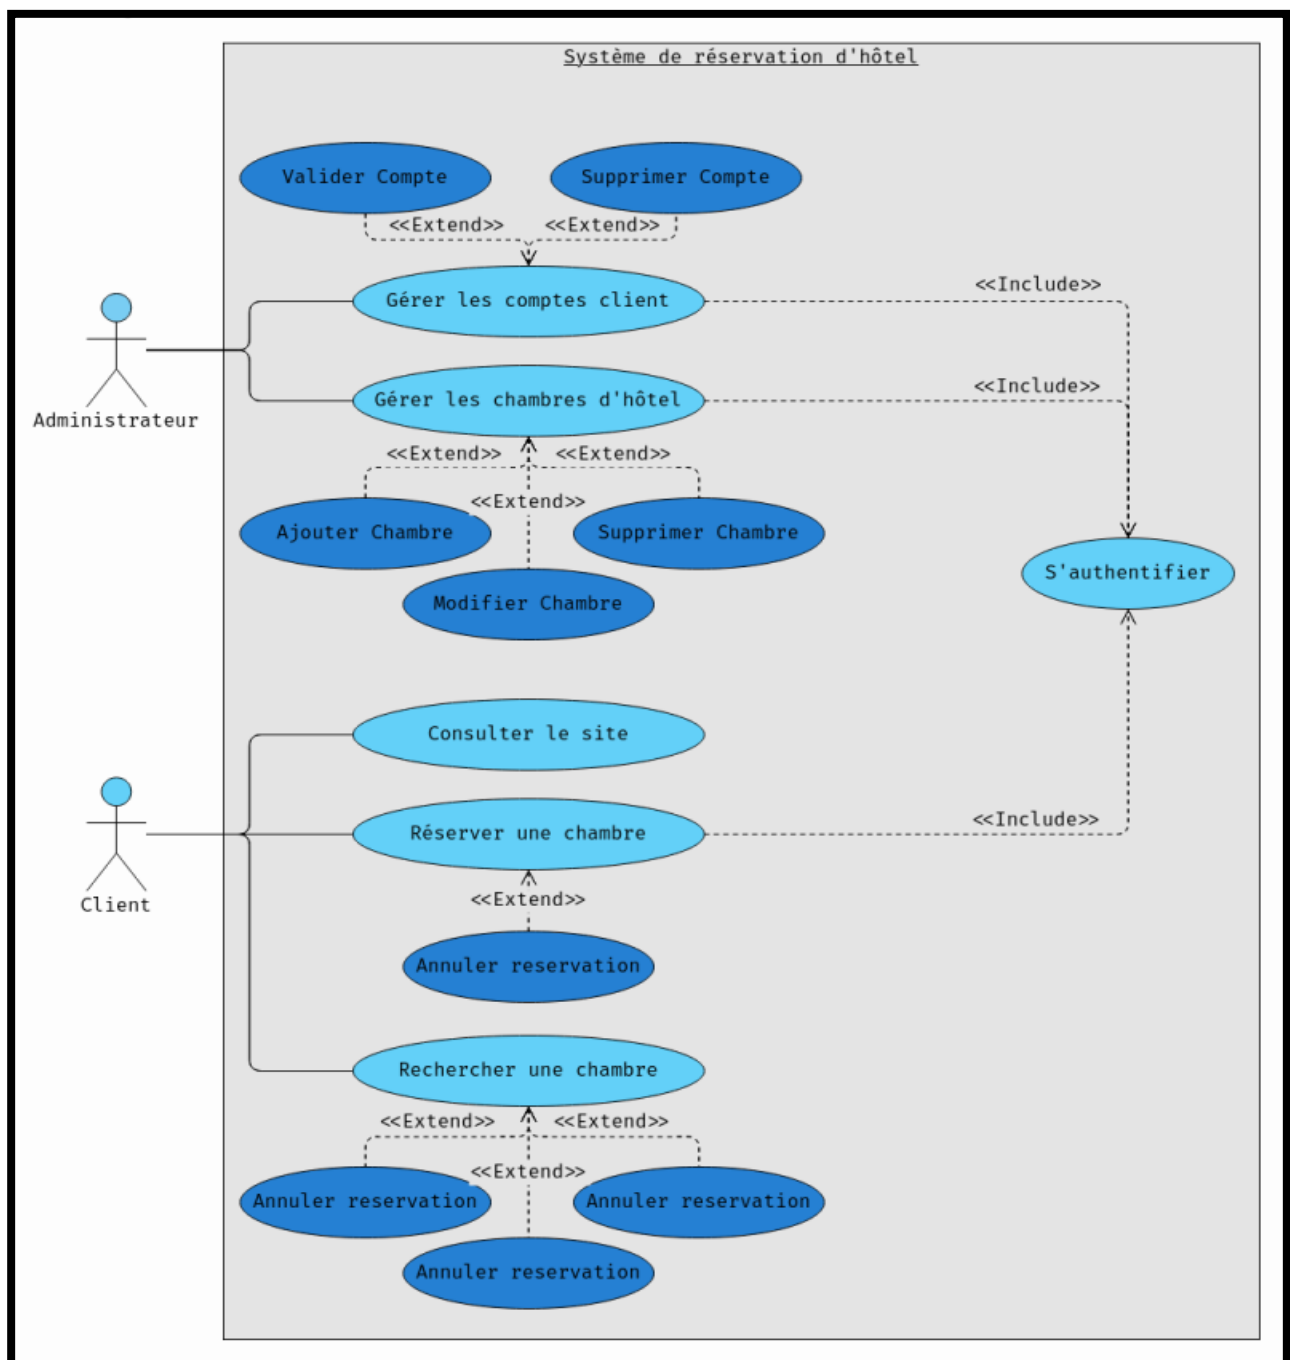 Système de réservation d'hôtel
Valider Compte
Supprimer Compte
<<Extend>>
<<Extend>>
Gérer les comptes client
<<Include>>
Administrateur
Gérer les chambres d'hôtel
<<Include>>
<<Extend>>
<<Extend>>
<<Extend>>
Ajouter Chambre
Supprimer Chambre
Modifier Chambre
S'authentifier
Consulter le site
Client
Réserver une chambre
<<Include>>
<<Extend>>
Annuler reservation
Rechercher une chambre
<<Extend>>
<<Extend>>
<<Extend>>
Annuler reservation
Annuler reservation
Annuler reservation